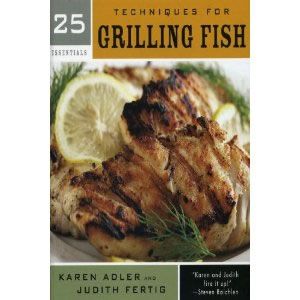 25
ESSENTIALS
TECHNIQUES FOR
GRILLING FISH
KAREN ADLER AND
JUDITH FERTIG
"Karen and Judith
fire it up!"
—Steven Raichlen